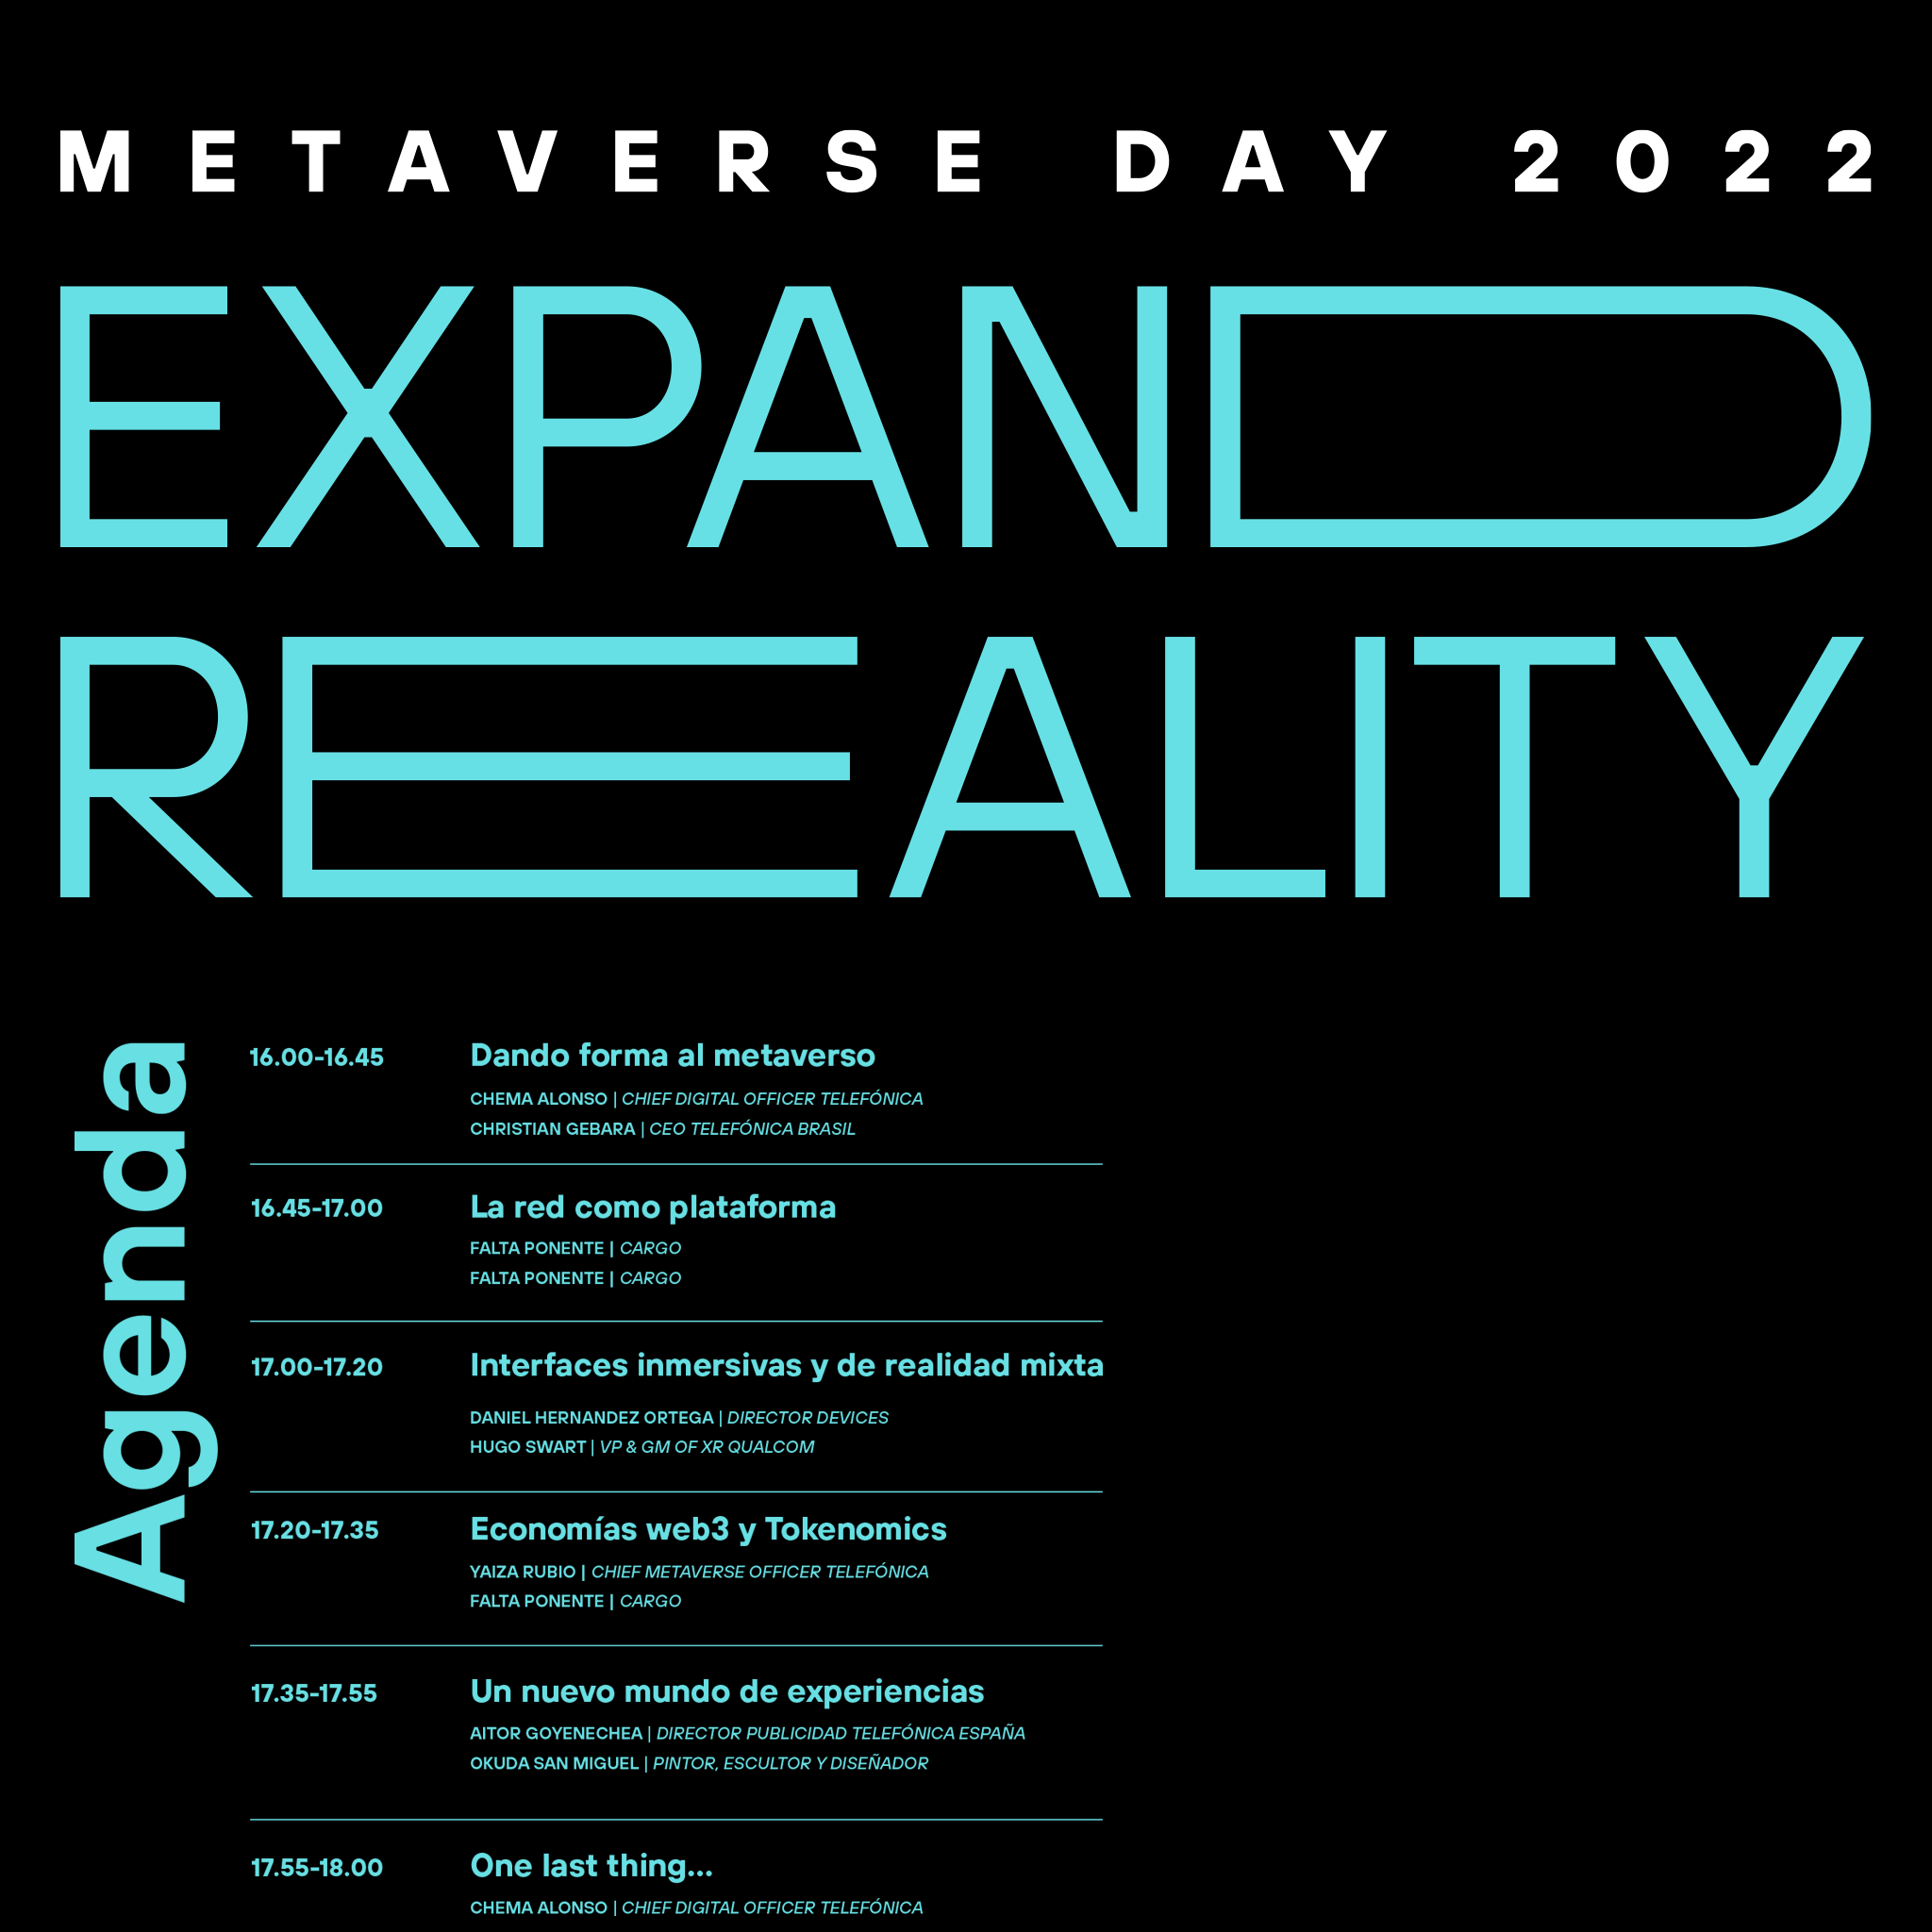 METAVERSE DAY 2022
EXPAND
REALITY
Agenda
16.00-16.45 Dando forma al metaverso
CHEMA ALONSO | CHIEF DIGITAL OFFICER TELEFÓNICA
CHRISTIAN GEBARA | CEO TELEFÓNICA BRASIL
16.45-17.00 La red como plataforma
FALTA PONENTE | CARGO
FALTA PONENTE | CARGO
17.00-17.20 Interfaces inmersivas y de realidad mixta
DANIEL HERNANDEZ ORTEGA | DIRECTOR DEVICES
HUGO SWART | VP & GM OF XR QUALCOM
17.20-17.35 Economías web3 y Tokenomics
YAIZA RUBIO | CHIEF METAVERSE OFFICER TELEFÓNICA
FALTA PONENTE | CARGO
17.35-17.55 Un nuevo mundo de experiencias
AITOR GOYENECHEA | DIRECTOR PUBLICIDAD TELEFÓNICA ESPAÑA
OKUDA SAN MIGUEL | PINTOR, ESCULTOR Y DISEÑADOR
17.55-18.00 One last thing...
CHEMA ALONSO | CHIEF DIGITAL OFFICER TELEFÓNICA